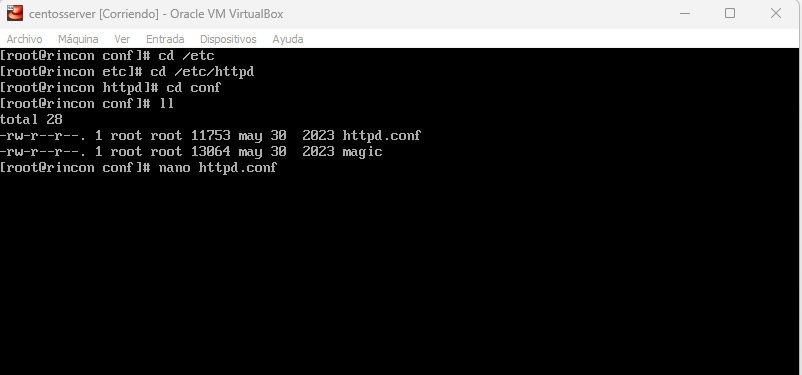 centosserver [Corriendo] - Oracle VM VirtualBox
Archivo Máquina Ver Entrada Dispositivos Ayuda
[root@rincon conf]# cd /etc
[root@rincon etc]# cd /etc/httpd
[root@rincon httpd]# cd conf
[root@rincon conf]# ll
total 28
-rw-r--r--. 1 root root 11753 may 30  2023 httpd.conf
-rw-r--r--. 1 root root 13064 may 30  2023 magic
[root@rincon conf]# nano httpd.conf